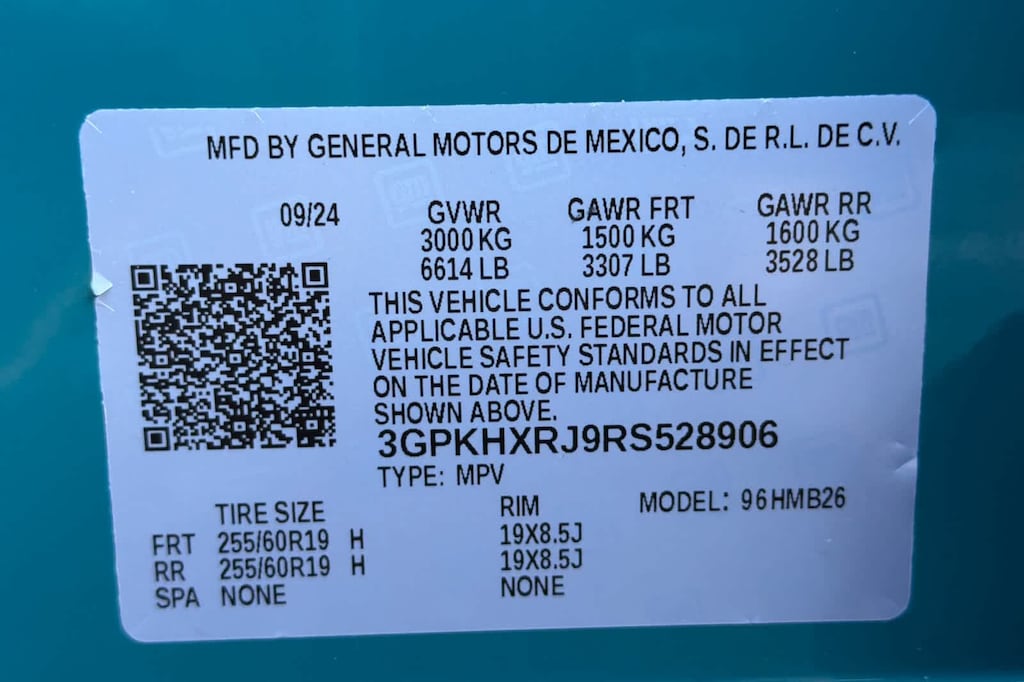 MFD BY GENERAL MOTORS DE MEXICO, S. DE R.L. DE C.V.
09/24 GVWR GAWR FRT GAWR RR
3000 KG 1500 KG 1600 KG
6614 LB 3307 LB 3528 LB
THIS VEHICLE CONFORMS TO ALL
APPLICABLE U.S. FEDERAL MOTOR
VEHICLE SAFETY STANDARDS IN EFFECT
ON THE DATE OF MANUFACTURE
SHOWN ABOVE.
3GPKHXRJ9RS528906
TYPE: MPV
TIRE SIZE RIM MODEL: 96HMB26
FRT 255/60R19 H 19X8.5J
RR 255/60R19 H 19X8.5J
SPA NONE NONE